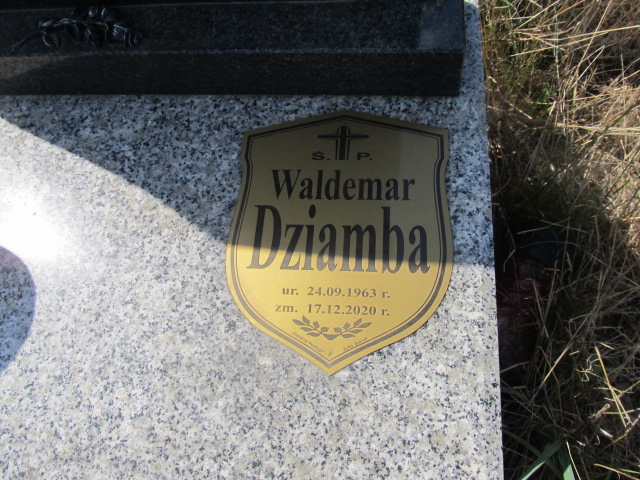 Ś. P.
Waldemar
Dziamba
ur. 24.09.1963 r.
zm. 17.12.2020 r.